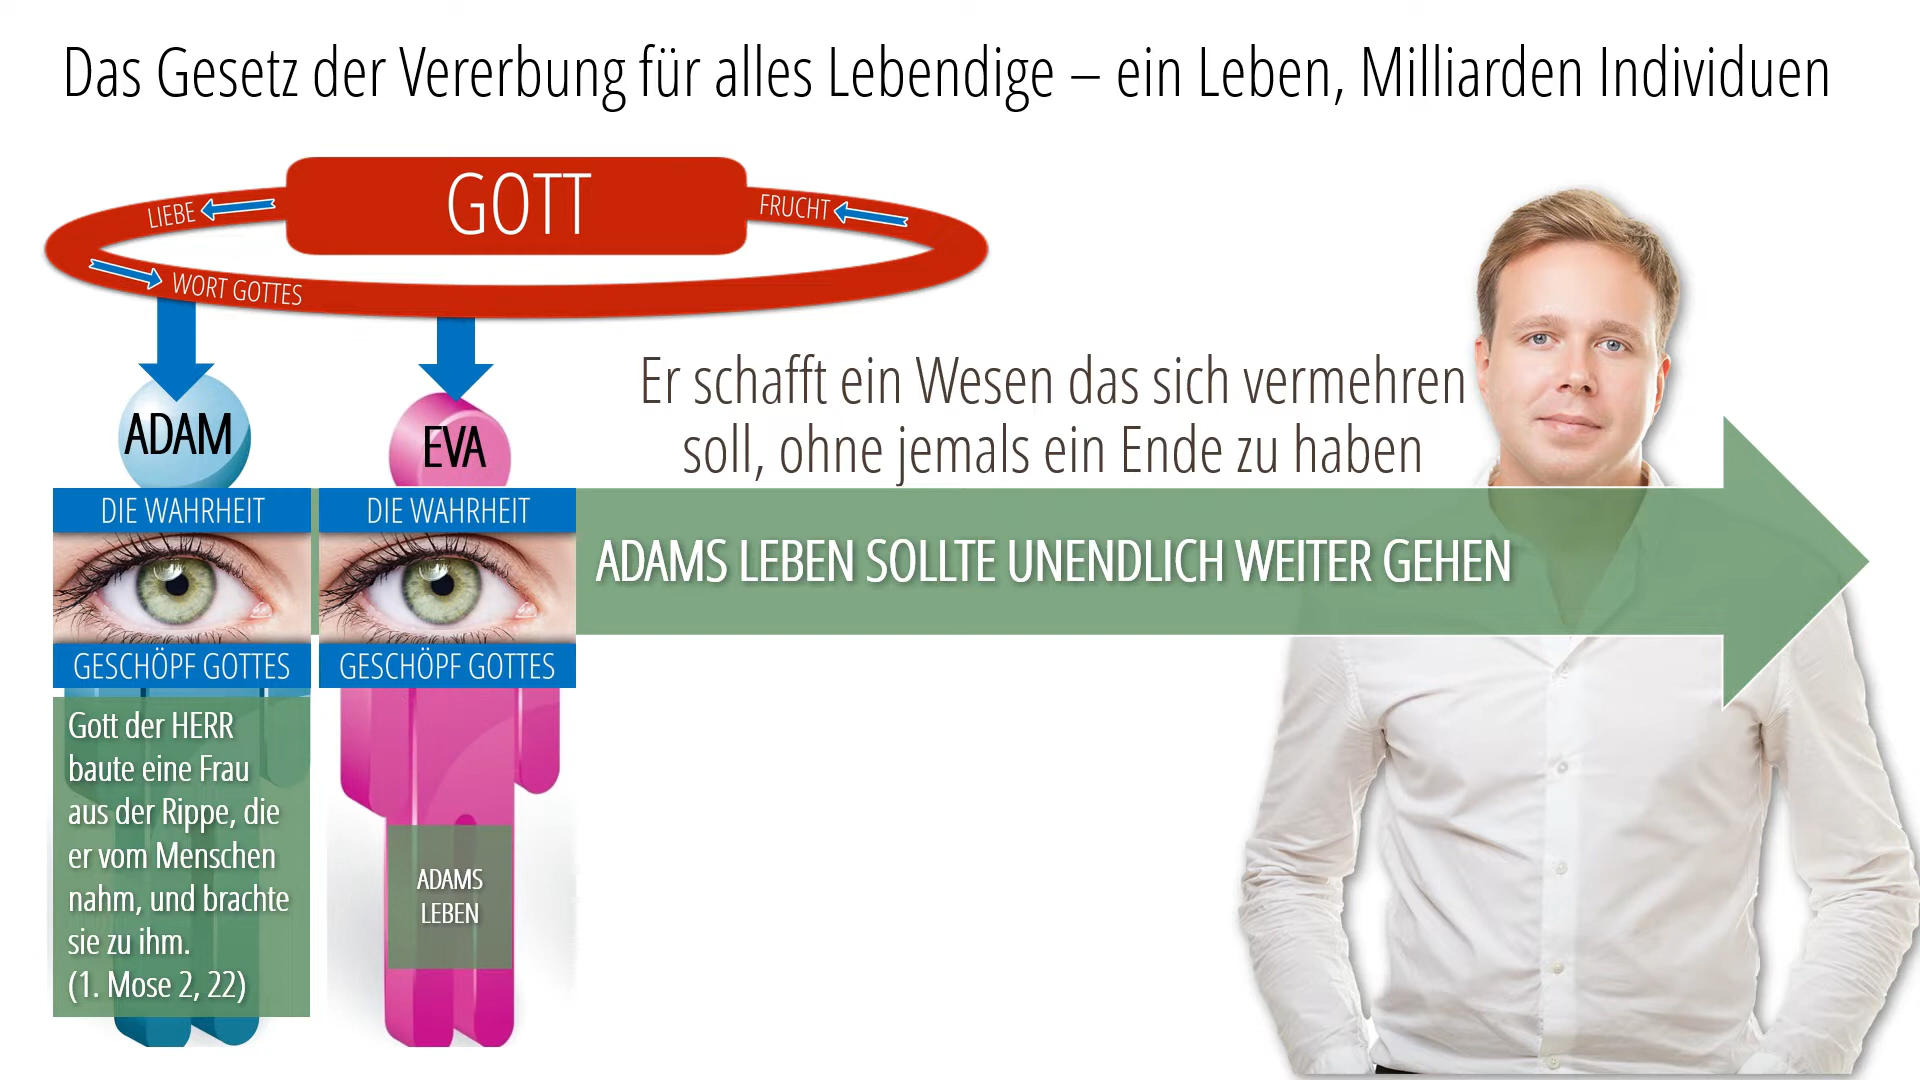 Das Gesetz der Vererbung für alles Lebendige – ein Leben, Milliarden Individuen
GOTT
LIEBE
FRUCHT
WORT GOTTES
ADAM
EVA
Er schafft ein Wesen das sich vermehren
soll, ohne jemals ein Ende zu haben
DIE WAHRHEIT
DIE WAHRHEIT
ADAMS LEBEN SOLLTE UNENDLICH WEITER GEHEN
GESCHÖPF GOTTES
GESCHÖPF GOTTES
Gott der HERR
baute eine Frau
aus der Rippe, die
er vom Menschen
nahm, und brachte
sie zu ihm.
(1. Mose 2, 22)
ADAMS
LEBEN